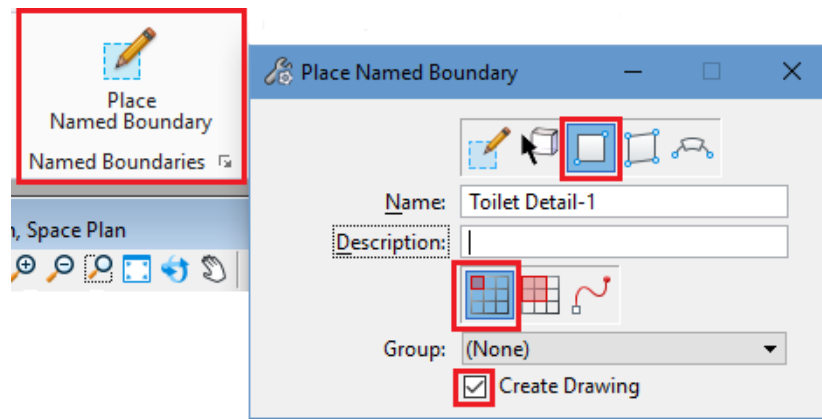 Place
Named Boundary
Named Boundaries
, Space Plan
Place Named Boundary
Name: Toilet Detail-1
Description:
Group: (None)
Create Drawing